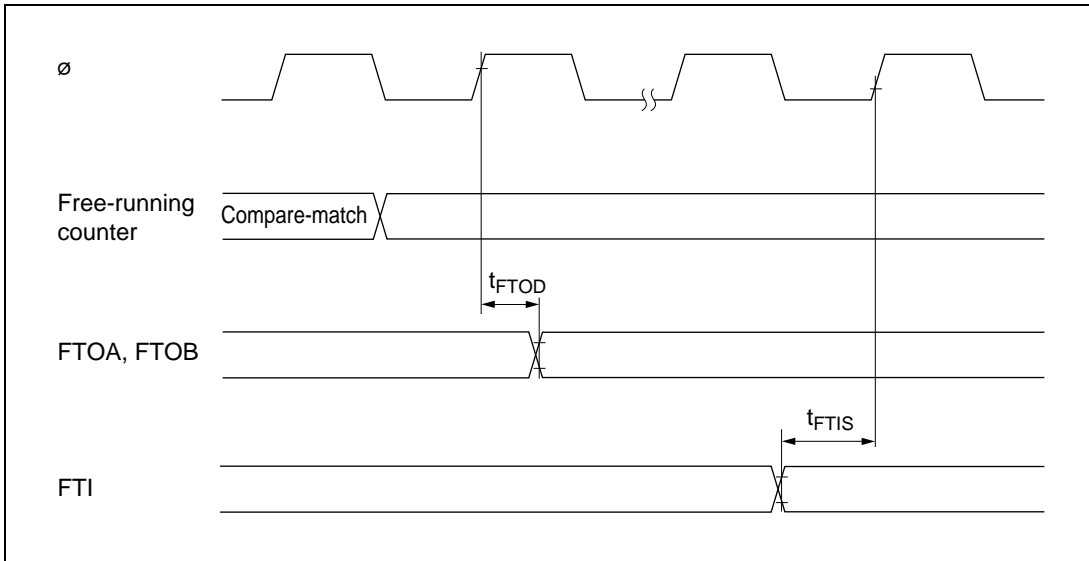 ø
Free-running
counter
Compare-match
tFTOD
FTOA, FTOB
tFTIS
FTI